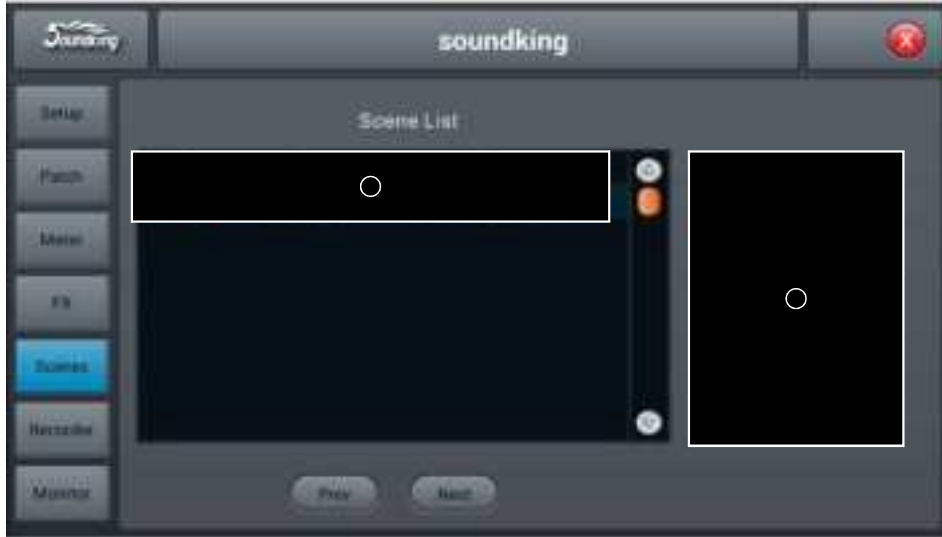 Soundking
soundking
X
Setup
Scene List
Patch
Meter
FX
Scenes
Recorder
Monitor
Prev
Next